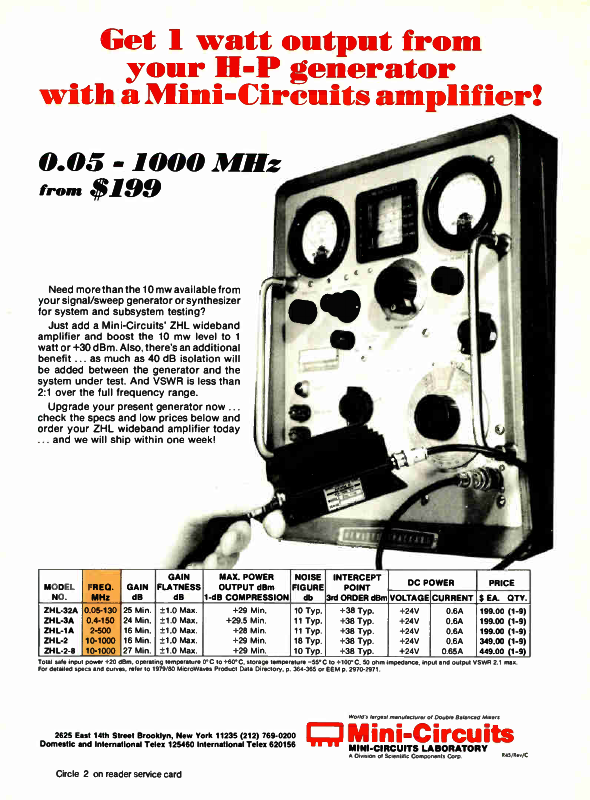 Get 1 watt output from
your H-P generator
with a Mini-Circuits amplifier!
0.05 - 1000 MHz
from $199
Need more than the 10 mw available from
your signal/sweep generator or synthesizer
for system and subsystem testing?
Just add a Mini-Circuits' ZHL wideband
amplifier and boost the 10 mw level to 1
watt or +30 dBm. Also, there's an additional
benefit ... as much as 40 dB isolation will
be added between the generator and the
system under test. And VSWR is less than
2:1 over the full frequency range.
Upgrade your present generator now ...
check the specs and low prices below and
order your ZHL wideband amplifier today
... and we will ship within one week!
HEWLETT PACKARD
MODEL NO. FREQ. MHz GAIN dB GAIN FLATNESS dB MAX. POWER OUTPUT dBm 1-dB COMPRESSION NOISE FIGURE db INTERCEPT POINT 3rd ORDER dBm DC POWER VOLTAGE CURRENT PRICE $ EA. QTY.
ZHL-32A 0.05-130 25 Min. ±1.0 Max. +29 Min. 10 Typ. +38 Typ. +24V 0.6A 199.00 (1-9)
ZHL-3A 0.4-150 24 Min. ±1.0 Max. +29.5 Min. 11 Typ. +38 Typ. +24V 0.6A 199.00 (1-9)
ZHL-1A 2-500 16 Min. ±1.0 Max. +28 Min. 11 Typ. +38 Typ. +24V 0.6A 199.00 (1-9)
ZHL-2 10-1000 16 Min. ±1.0 Max. +29 Min. 18 Typ. +38 Typ. +24V 0.6A 349.00 (1-9)
ZHL-2-8 10-1000 27 Min. ±1.0 Max. +29 Min. 10 Typ. +38 Typ. +24V 0.65A 449.00 (1-9)
Total safe input power +20 dBm, operating temperature 0°C to +60°C, storage temperature -55°C to +100°C, 50 ohm impedance, input and output VSWR 2:1 max.
For detailed specs and curves, refer to 1979/80 MicroWaves Product Data Directory, p. 364-365 or EEM p. 2970-2971.
World's largest manufacturer of Double Balanced Mixers
Mini-Circuits
MINI-CIRCUITS LABORATORY
A Division of Scientific Components Corp.
2625 East 14th Street Brooklyn, New York 11235 (212) 769-0200
Domestic and International Telex 125460 International Telex 620156
R45/Rev/C
Circle 2 on reader service card